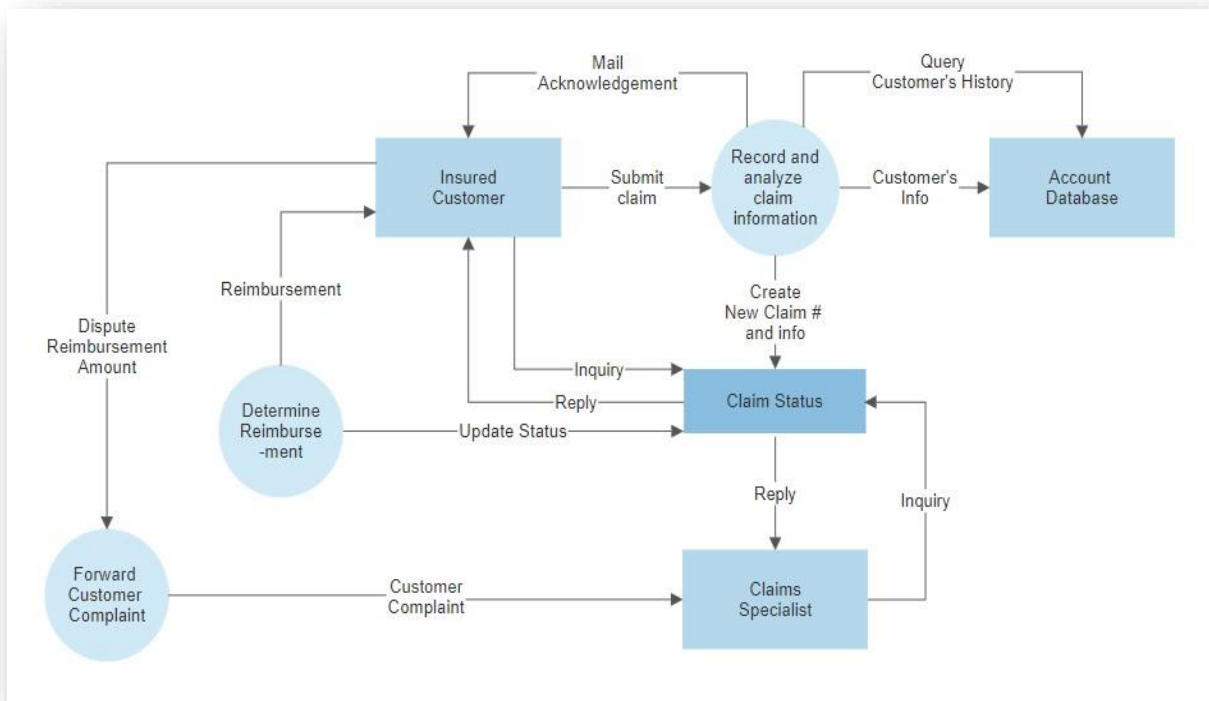 Mail
Acknowledgement
Query
Customer's History
Insured
Customer
Submit
claim
Record and
analyze
claim
information
Customer's
Info
Account
Database
Reimbursement
Create
New Claim #
and info
Dispute
Reimbursement
Amount
Inquiry
Reply
Claim Status
Determine
Reimburse
-ment
Update Status
Reply
Inquiry
Forward
Customer
Complaint
Customer
Complaint
Claims
Specialist